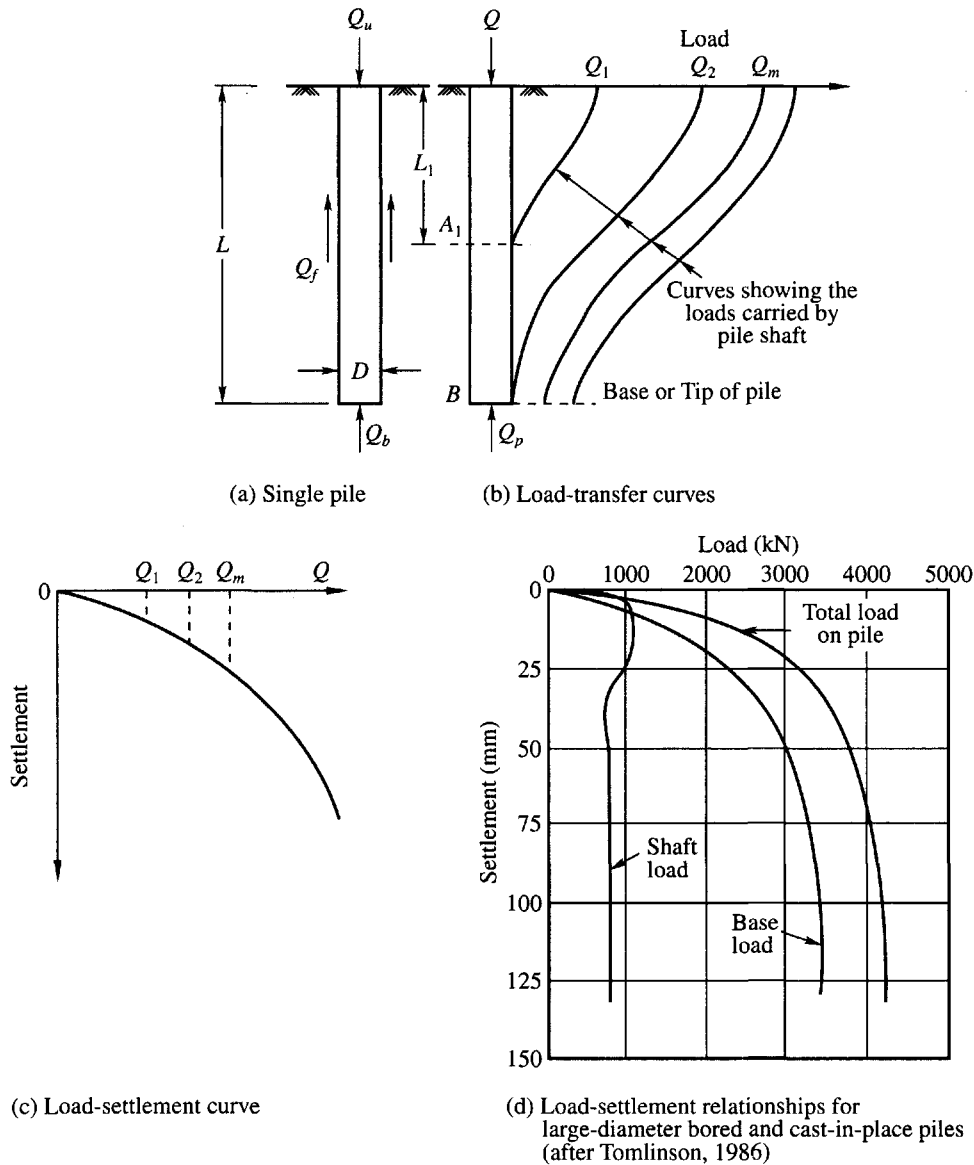 Q_u
Q
Load
Q_1
Q_2
Q_m
L_1
A_1
L
Q_f
Curves showing the
loads carried by
pile shaft
D
B
Base or Tip of pile
Q_b
Q_p
(a) Single pile
(b) Load-transfer curves
Q_1 Q_2 Q_m Q
0
Settlement
(c) Load-settlement curve
Load (kN)
0 1000 2000 3000 4000 5000
0
Total load
on pile
25
50
Settlement (mm)
75
Shaft
load
100
Base
load
125
150
(d) Load-settlement relationships for
large-diameter bored and cast-in-place piles
(after Tomlinson, 1986)